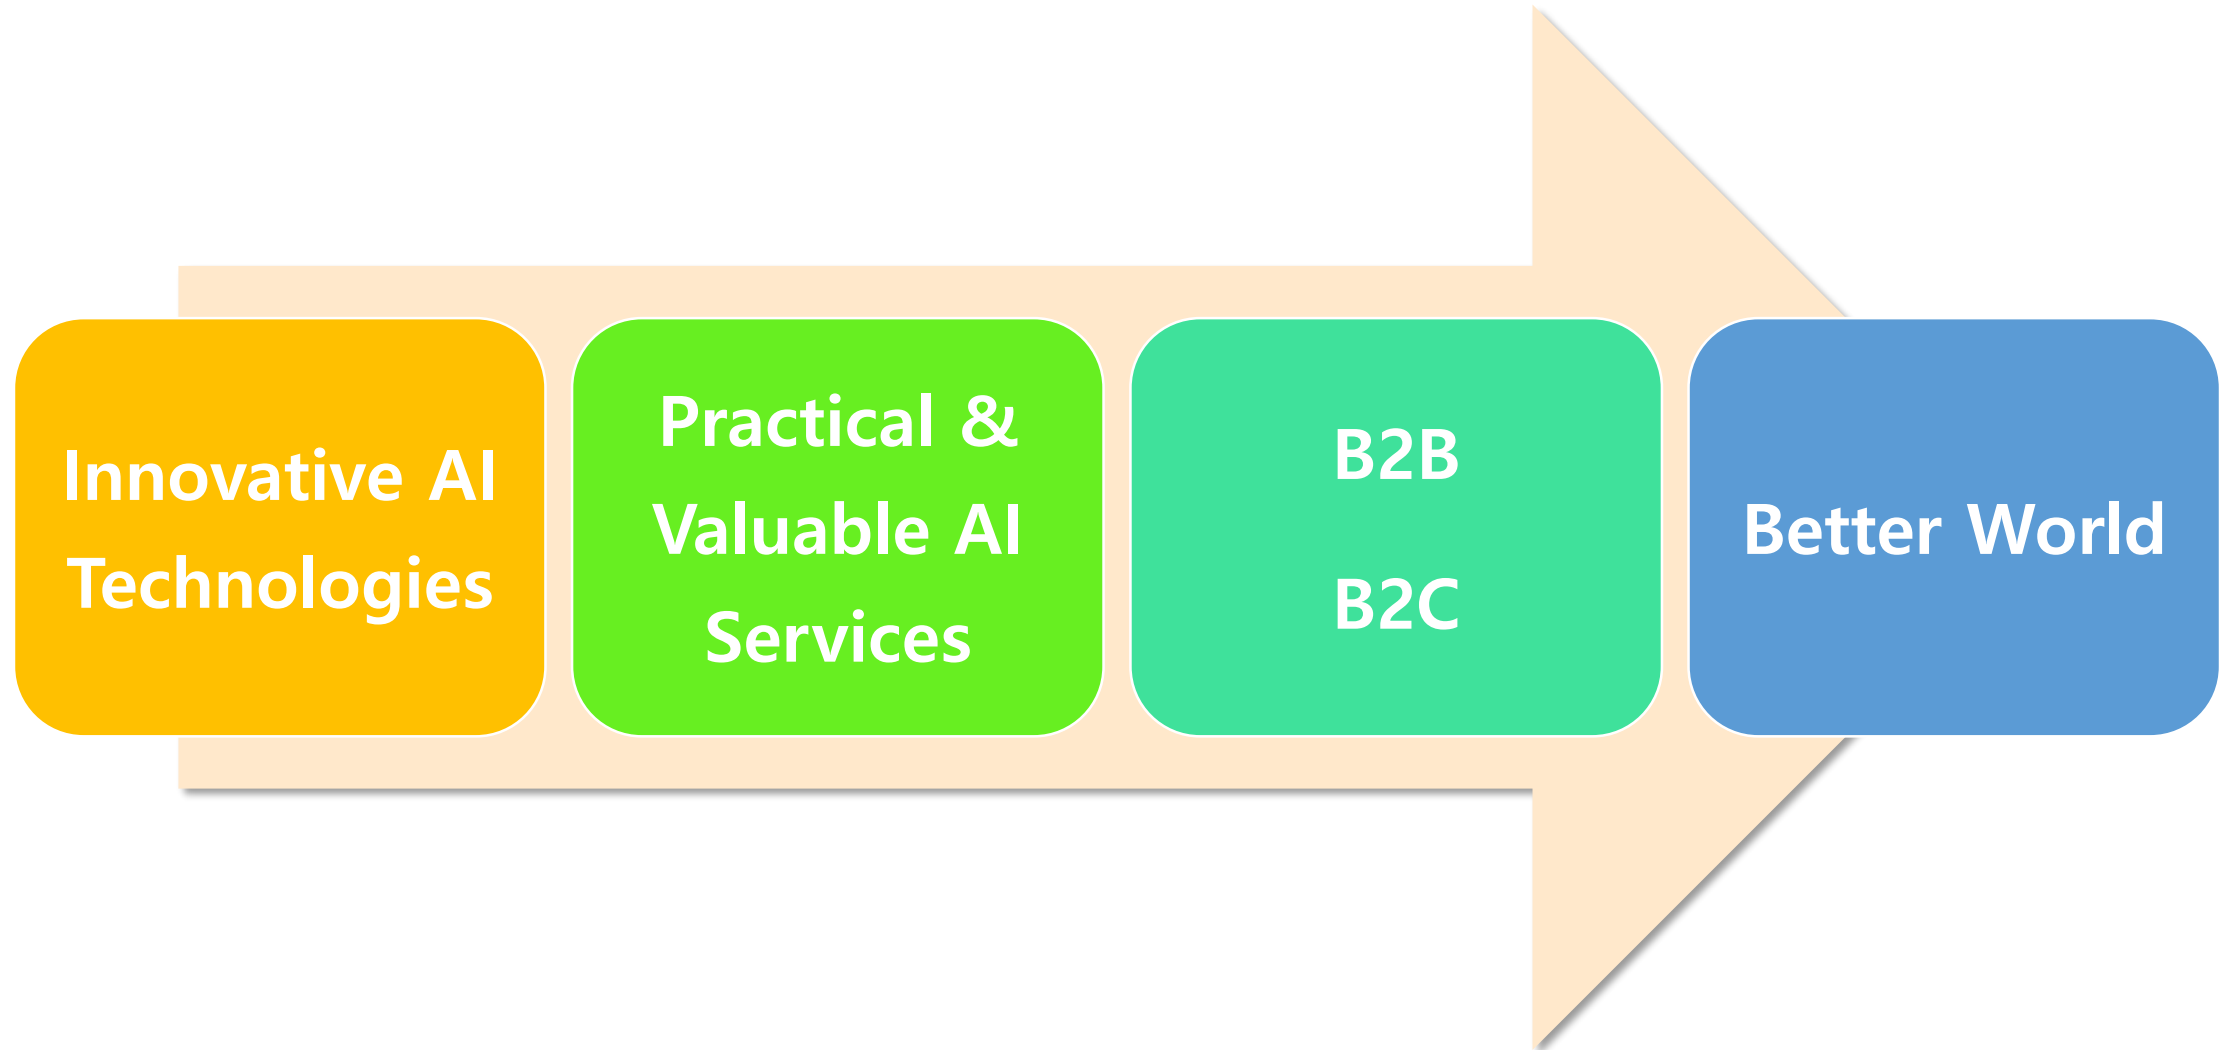 Innovative AI
Technologies
Practical &
Valuable AI
Services
B2B
B2C
Better World